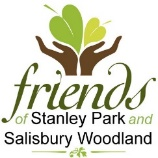 friends
of Stanley Park and
Salisbury Woodland